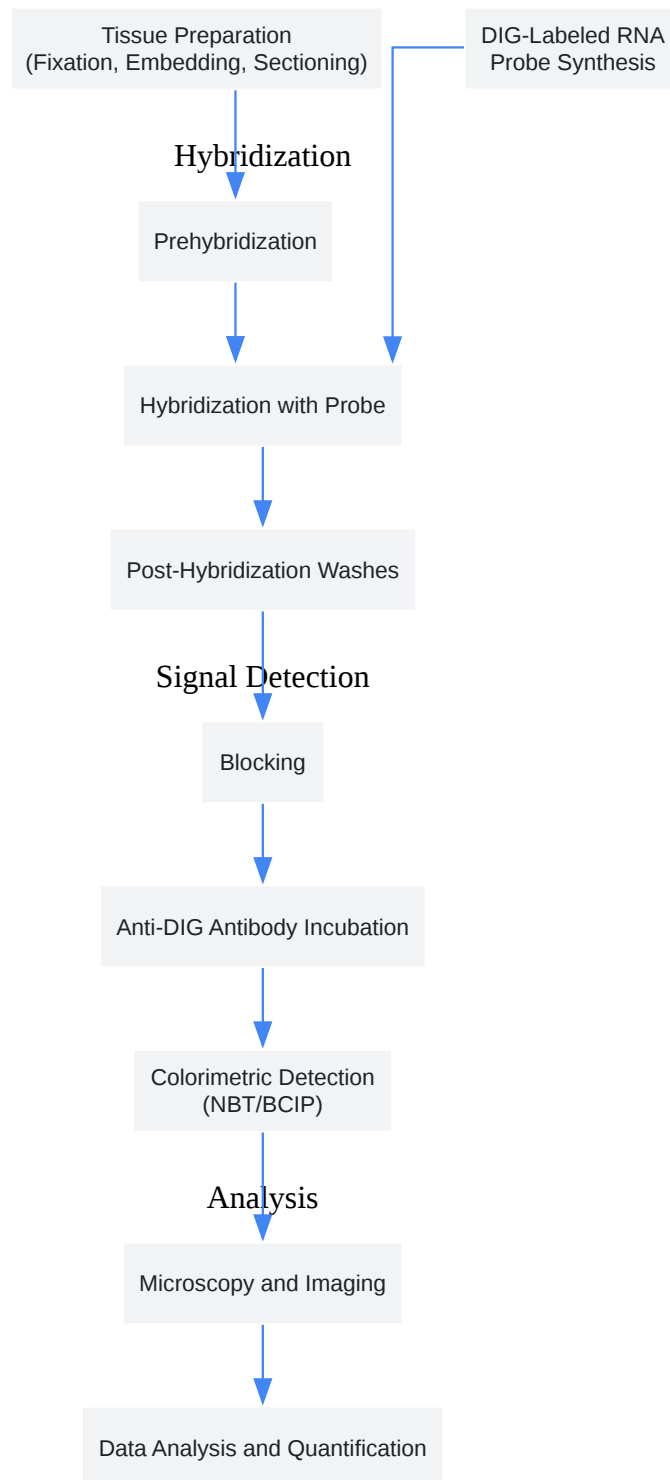 Tissue Preparation
(Fixation, Embedding, Sectioning)
DIG-Labeled RNA
Probe Synthesis
Hybridization
Prehybridization
Hybridization with Probe
Post-Hybridization Washes
Signal Detection
Blocking
Anti-DIG Antibody Incubation
Colorimetric Detection
(NBT/BCIP)
Analysis
Microscopy and Imaging
Data Analysis and Quantification